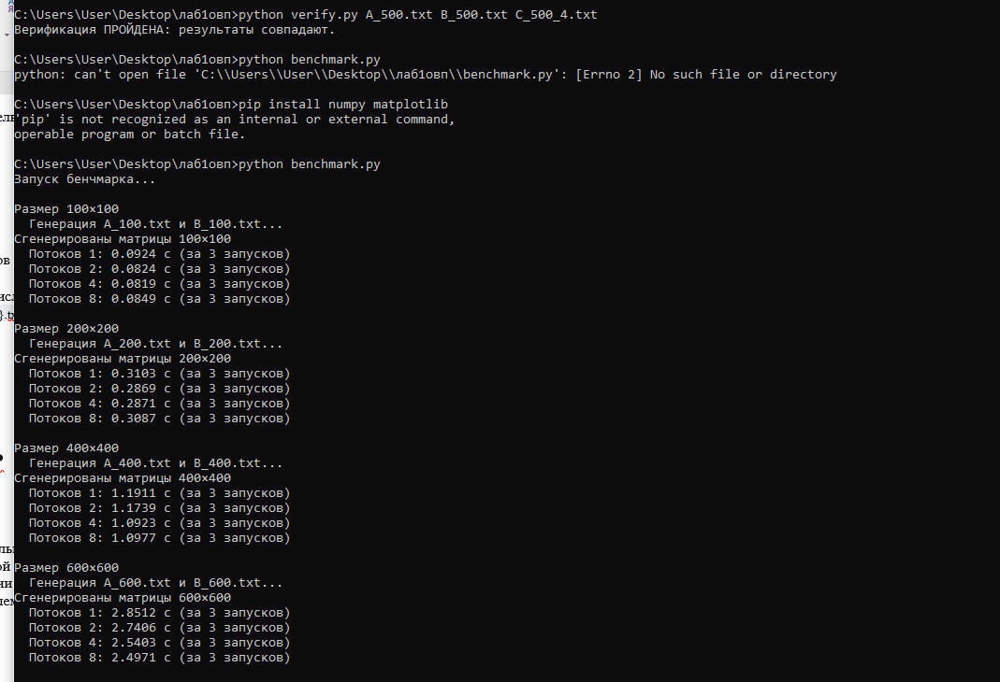 C:\Users\User\Desktop\лаб1овп>python verify.py A_500.txt B_500.txt C_500_4.txt
Верификация ПРОЙДЕНА: результаты совпадают.
C:\Users\User\Desktop\лаб1овп>python benchmark.py
python: can't open file 'C:\\Users\\User\\Desktop\\лаб1овп\\benchmark.py': [Errno 2] No such file or directory
C:\Users\User\Desktop\лаб1овп>pip install numpy matplotlib
'pip' is not recognized as an internal or external command,
operable program or batch file.
C:\Users\User\Desktop\лаб1овп>python benchmark.py
Запуск бенчмарка...
Размер 100×100
Генерация A_100.txt и B_100.txt...
Сгенерированы матрицы 100×100
Потоков 1: 0.0924 с (за 3 запусков)
Потоков 2: 0.0824 с (за 3 запусков)
Потоков 4: 0.0819 с (за 3 запусков)
Потоков 8: 0.0849 с (за 3 запусков)
Размер 200×200
Генерация A_200.txt и B_200.txt...
Сгенерированы матрицы 200×200
Потоков 1: 0.3103 с (за 3 запусков)
Потоков 2: 0.2869 с (за 3 запусков)
Потоков 4: 0.2871 с (за 3 запусков)
Потоков 8: 0.3087 с (за 3 запусков)
Размер 400×400
Генерация A_400.txt и B_400.txt...
Сгенерированы матрицы 400×400
Потоков 1: 1.1911 с (за 3 запусков)
Потоков 2: 1.1739 с (за 3 запусков)
Потоков 4: 1.0923 с (за 3 запусков)
Потоков 8: 1.0977 с (за 3 запусков)
Размер 600×600
Генерация A_600.txt и B_600.txt...
Сгенерированы матрицы 600×600
Потоков 1: 2.8512 с (за 3 запусков)
Потоков 2: 2.7406 с (за 3 запусков)
Потоков 4: 2.5403 с (за 3 запусков)
Потоков 8: 2.4971 с (за 3 запусков)